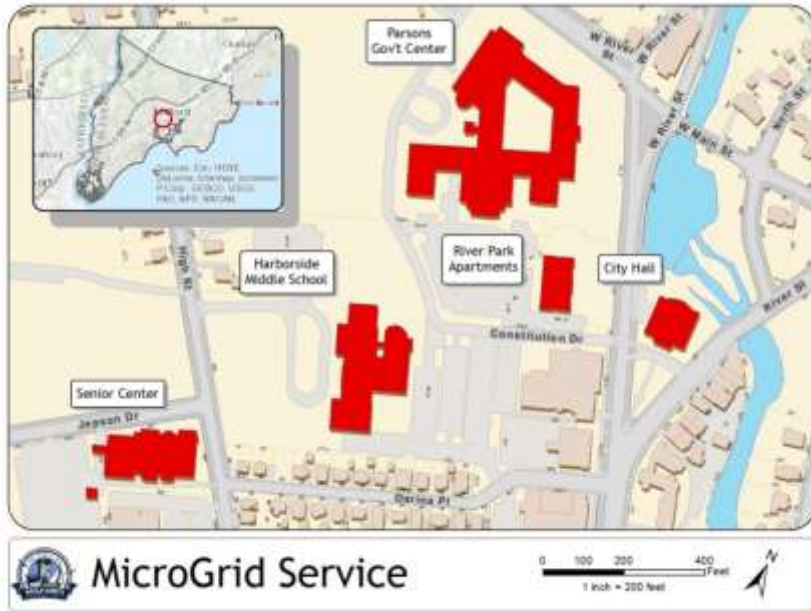 Parsons
Gov't Center
W River St
W River St
W River St
W Main St
North St
High St
Harborside
Middle School
River Park
Apartments
City Hall
River St
Constitution Dr
Senior Center
Jepson Dr
Darina Pl
MicroGrid Service
0 100 200 400
Feet
1 inch = 200 feet
N